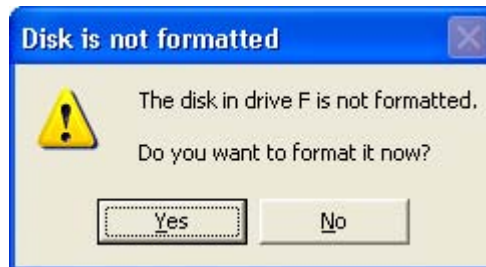 Disk is not formatted
The disk in drive F is not formatted.
Do you want to format it now?
Yes No